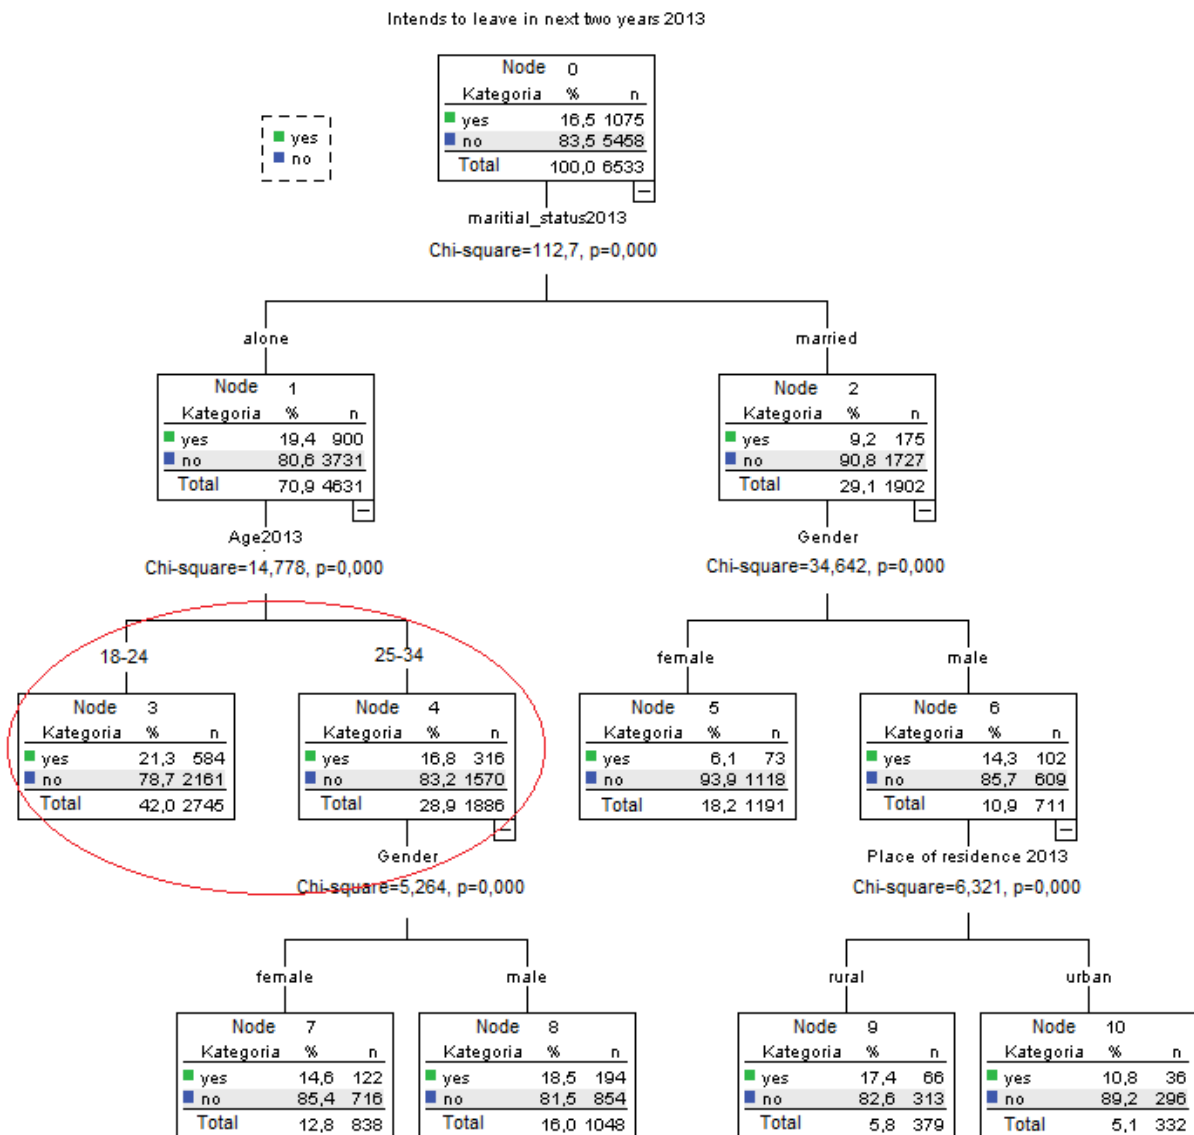 Intends to leave in next two years 2013
yes
no
Node 0
Kategoria % n
yes 16,5 1075
no 83,5 5458
Total 100,0 6533
maritial_status2013
Chi-square=112,7, p=0,000
alone
married
Node 1
Kategoria % n
yes 19,4 900
no 80,6 3731
Total 70,9 4631
Node 2
Kategoria % n
yes 9,2 175
no 90,8 1727
Total 29,1 1902
Age2013
Chi-square=14,778, p=0,000
Gender
Chi-square=34,642, p=0,000
18-24
25-34
female
male
Node 3
Kategoria % n
yes 21,3 584
no 78,7 2161
Total 42,0 2745
Node 4
Kategoria % n
yes 16,8 316
no 83,2 1570
Total 28,9 1886
Node 5
Kategoria % n
yes 6,1 73
no 93,9 1118
Total 18,2 1191
Node 6
Kategoria % n
yes 14,3 102
no 85,7 609
Total 10,9 711
Gender
Chi-square=5,264, p=0,000
Place of residence 2013
Chi-square=6,321, p=0,000
female
male
rural
urban
Node 7
Kategoria % n
yes 14,6 122
no 85,4 716
Total 12,8 838
Node 8
Kategoria % n
yes 18,5 194
no 81,5 854
Total 16,0 1048
Node 9
Kategoria % n
yes 17,4 66
no 82,6 313
Total 5,8 379
Node 10
Kategoria % n
yes 10,8 36
no 89,2 296
Total 5,1 332